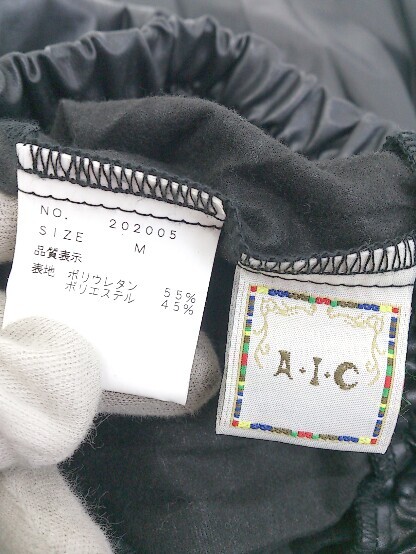 NO. 202005
SIZE M
品質表示
表地 ポリウレタン 55%
ポリエステル 45%
A·I·C